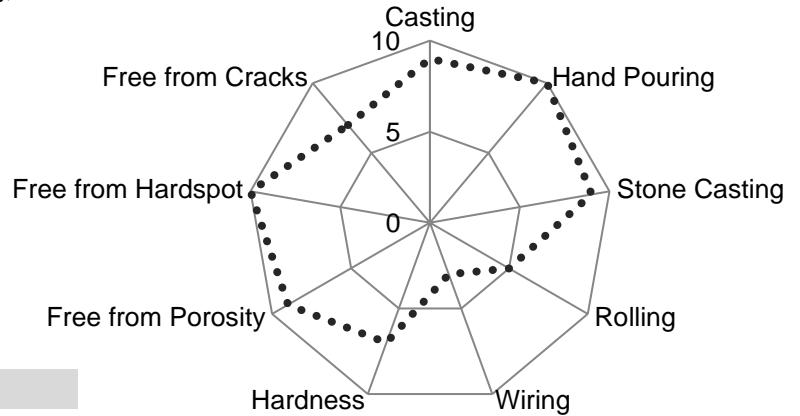 Casting
10
Free from Cracks
Hand Pouring
5
Free from Hardspot
Stone Casting
0
Free from Porosity
Rolling
Hardness
Wiring